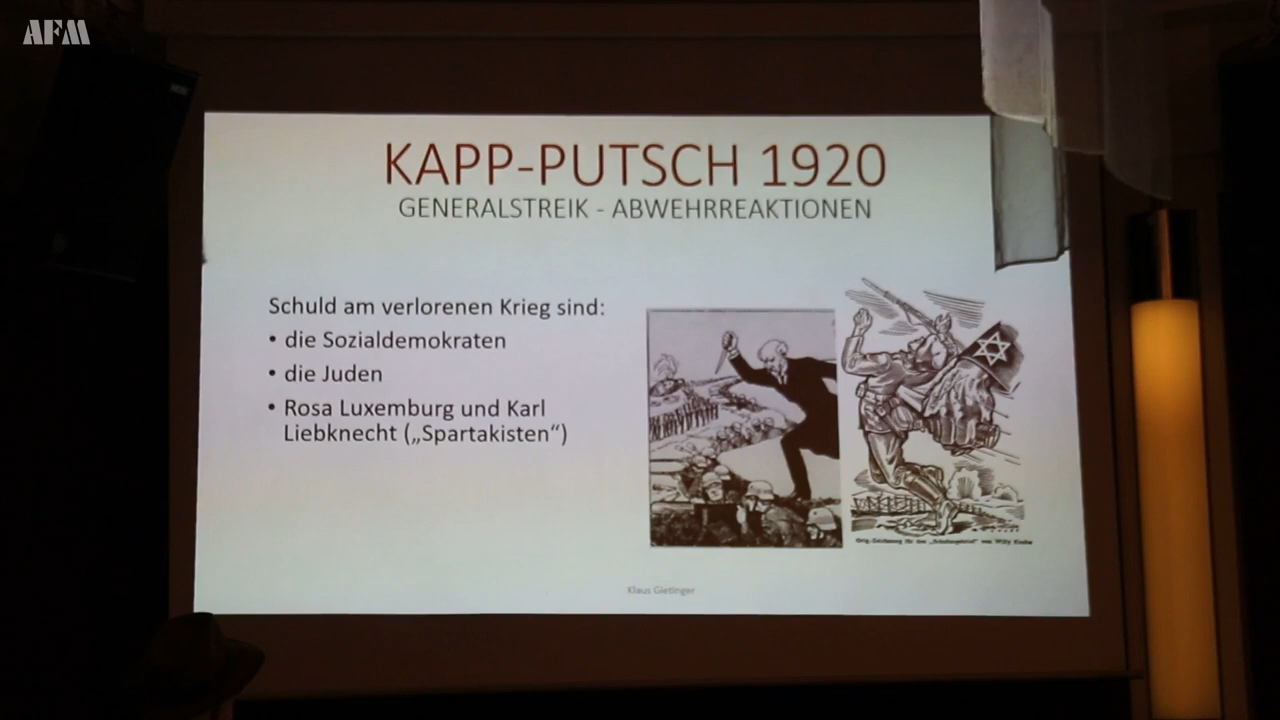 AFM
KAPP-PUTSCH 1920
GENERALSTREIK - ABWEHRREAKTIONEN
Schuld am verlorenen Krieg sind:
• die Sozialdemokraten
• die Juden
• Rosa Luxemburg und Karl
Liebknecht („Spartakisten“)
Klaus Gietinger